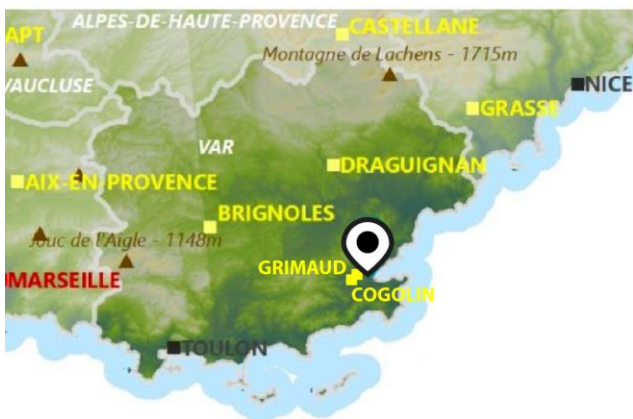 ALPES-DE-HAUTE-PROVENCE
CASTELLANE
APT
Montagne de Lachens - 1715m
VAUCLUSE
NICE
GRASSE
VAR
DRAGUIGNAN
AIX-EN-PROVENCE
BRIGNOLES
Jouc de l'Aigle - 1148m
GRIMAUD
MARSEILLE
COGOLIN
TOULON